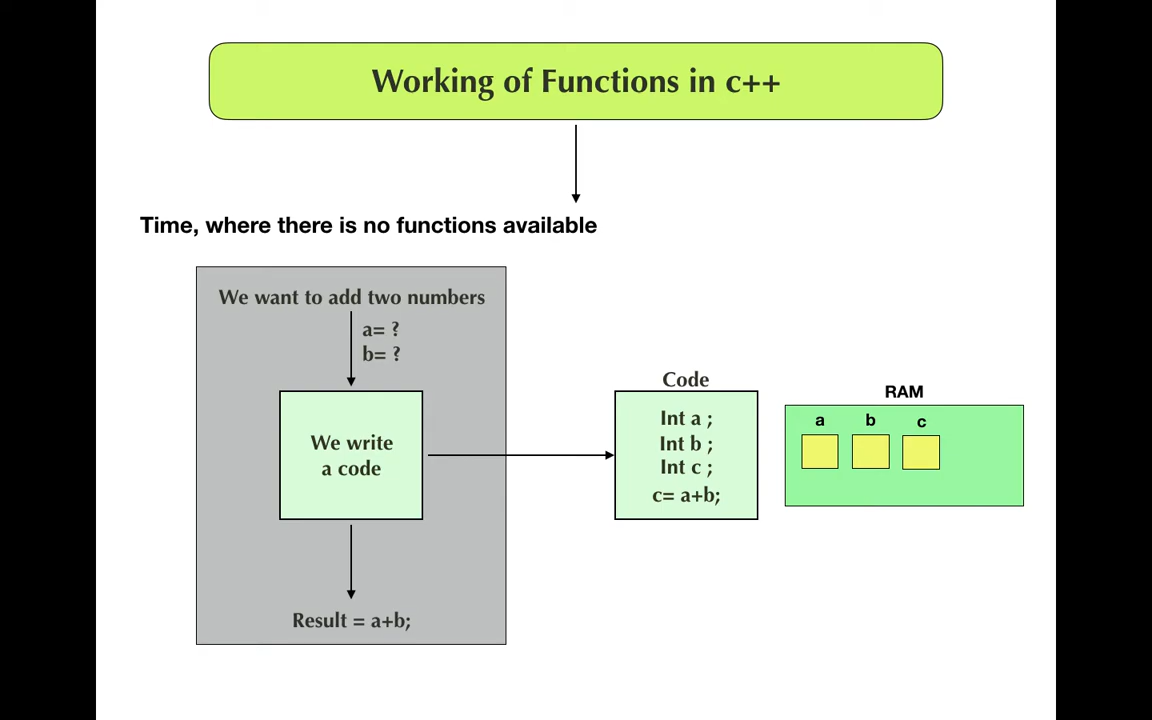 Working of Functions in c++
Time, where there is no functions available
We want to add two numbers
a= ?
b= ?
We write
a code
Result = a+b;
Code
Int a ;
Int b ;
Int c ;
c= a+b;
RAM
a b c